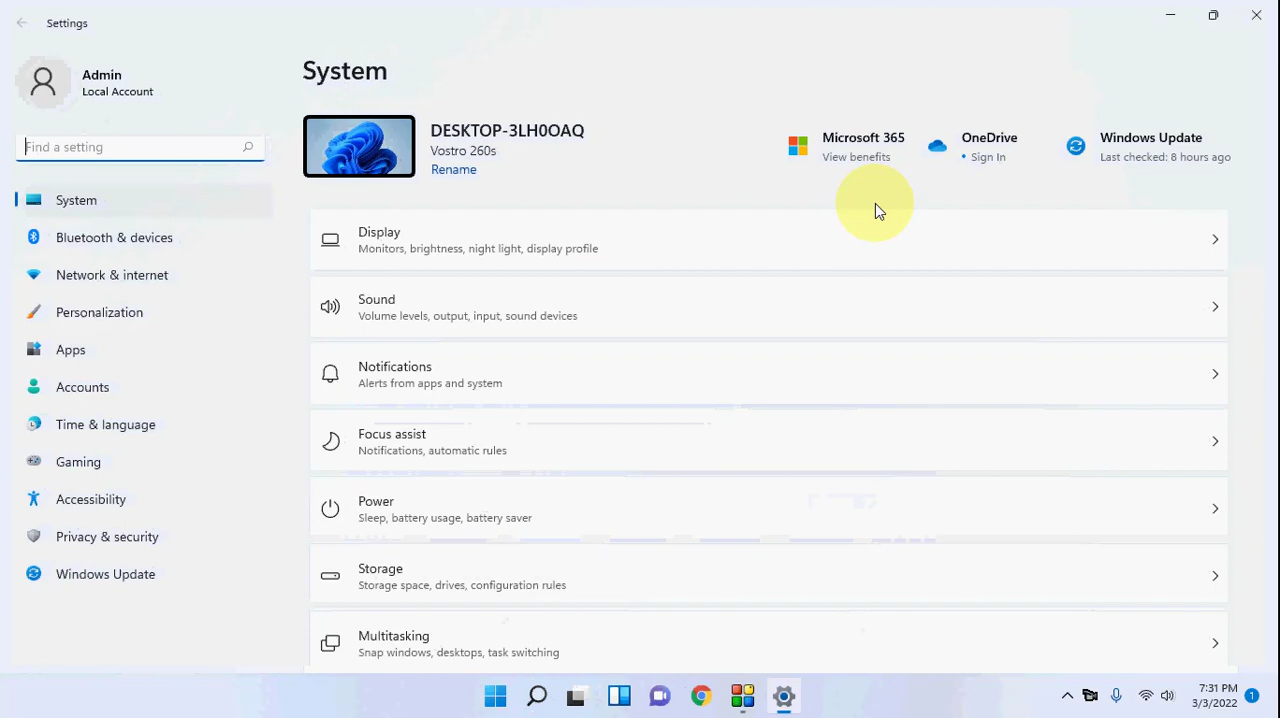 Settings
Admin
Local Account
Find a setting
System
Bluetooth & devices
Network & internet
Personalization
Apps
Accounts
Time & language
Gaming
Accessibility
Privacy & security
Windows Update
System
DESKTOP-3LH0OAQ
Vostro 260s
Rename
Microsoft 365
View benefits
OneDrive
• Sign In
Windows Update
Last checked: 8 hours ago
Display
Monitors, brightness, night light, display profile
Sound
Volume levels, output, input, sound devices
Notifications
Alerts from apps and system
Focus assist
Notifications, automatic rules
Power
Sleep, battery usage, battery saver
Storage
Storage space, drives, configuration rules
Multitasking
Snap windows, desktops, task switching
7:31 PM
3/3/2022
1